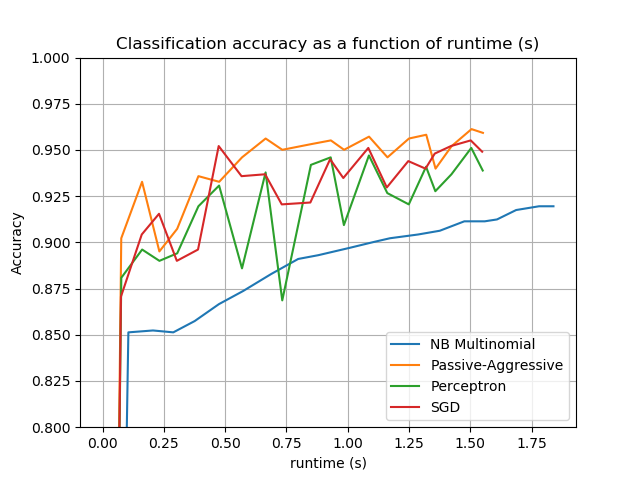 Classification accuracy as a function of runtime (s)
1.000
0.975
0.950
0.925
0.900
0.875
0.850
0.825
0.800
Accuracy
NB Multinomial
Passive-Aggressive
Perceptron
SGD
0.00 0.25 0.50 0.75 1.00 1.25 1.50 1.75
runtime (s)